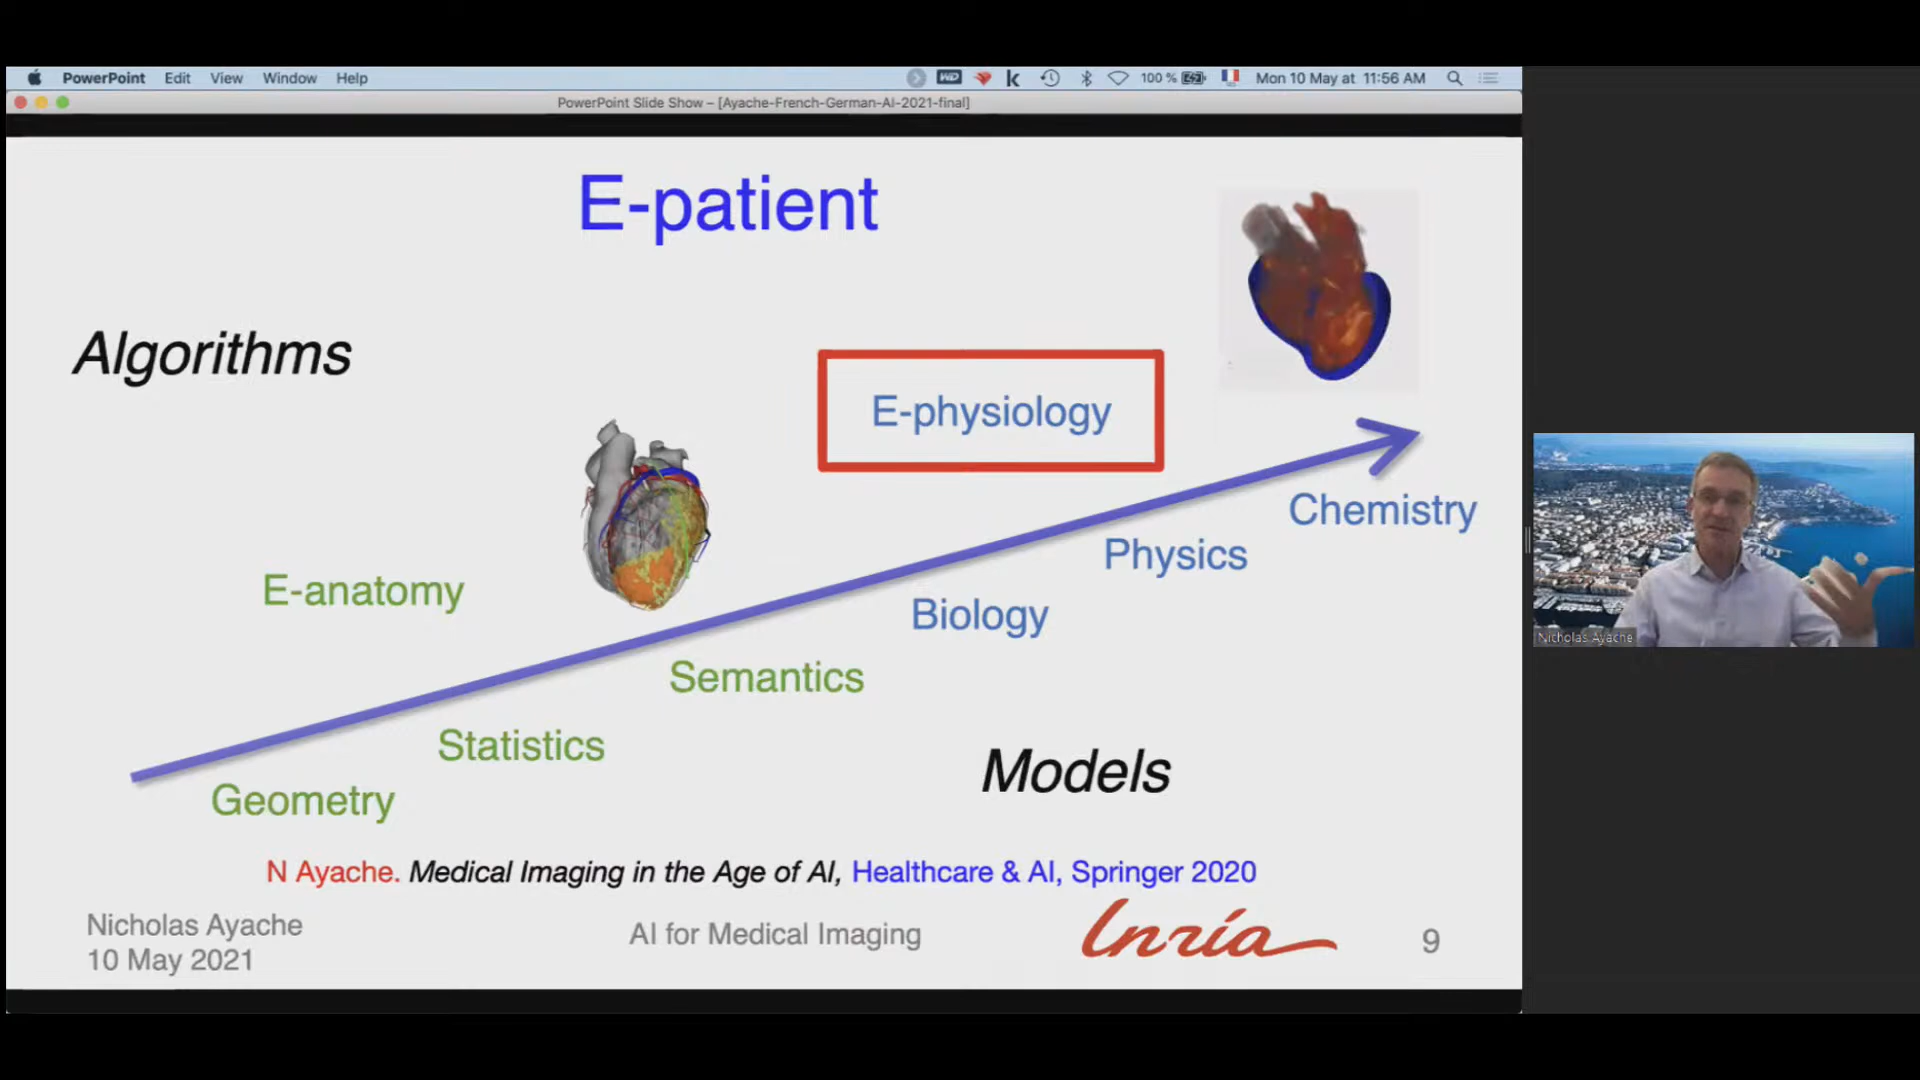 PowerPoint Edit View Window Help
WD
k
100 %
Mon 10 May at 11:56 AM
PowerPoint Slide Show – [Ayache-French-German-AI-2021-final]
E-patient
Algorithms
E-physiology
Chemistry
Physics
E-anatomy
Biology
Semantics
Statistics
Models
Geometry
N Ayache. Medical Imaging in the Age of AI, Healthcare & AI, Springer 2020
Nicholas Ayache
10 May 2021
AI for Medical Imaging
Inria
9
Nicholas Ayache